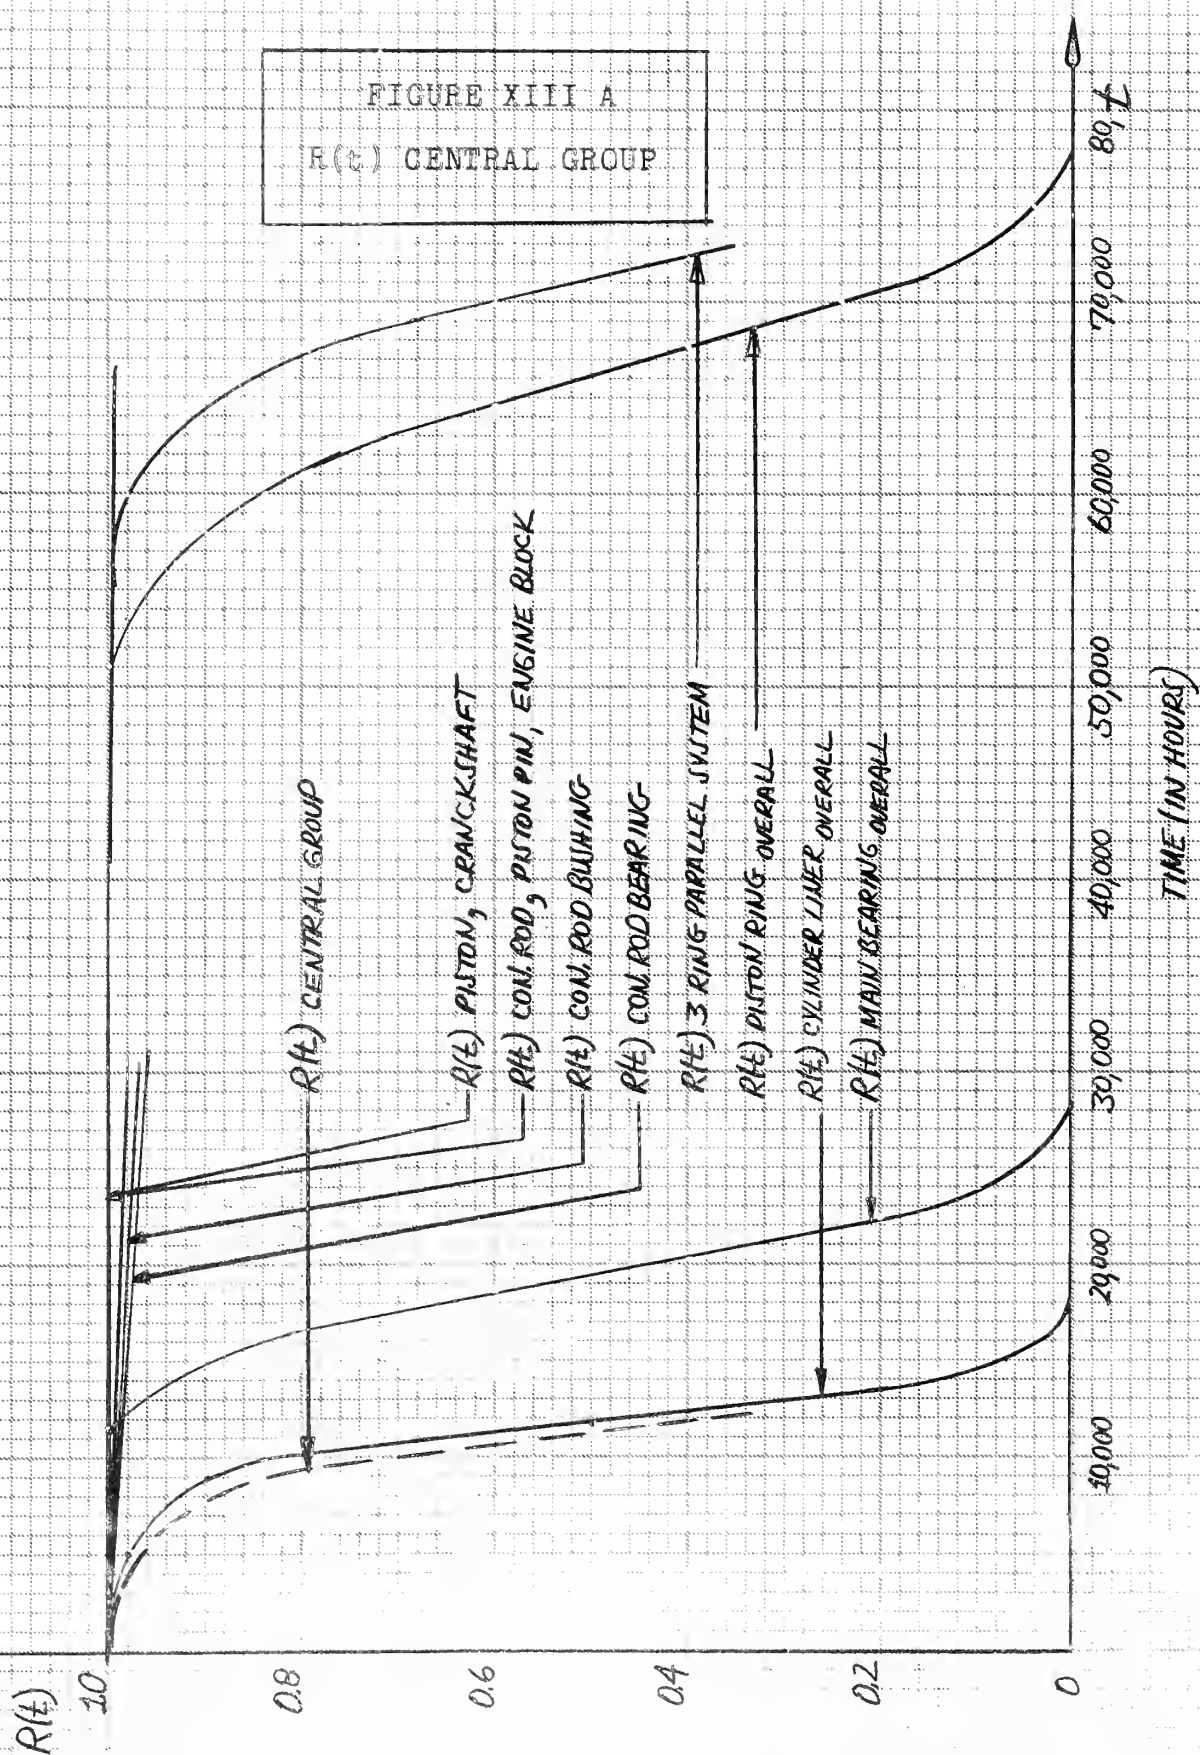 FIGURE XIII A
R(t) CENTRAL GROUP
R(t)
1.0
0.8
0.6
0.4
0.2
0
R(t) CENTRAL GROUP
R(t) PISTON, CRANCKSHAFT
R(t) CON. ROD, PISTON PIN, ENGINE BLOCK
R(t) CON. ROD BUSHING
R(t) CON. ROD BEARING
R(t) 3 RING PARALLEL SYSTEM
R(t) PISTON RING OVERALL
R(t) CYLINDER LINER OVERALL
R(t) MAIN BEARING OVERALL
10,000
20,000
30,000
40,000
50,000
60,000
70,000
80,
t
TIME (IN HOURS)